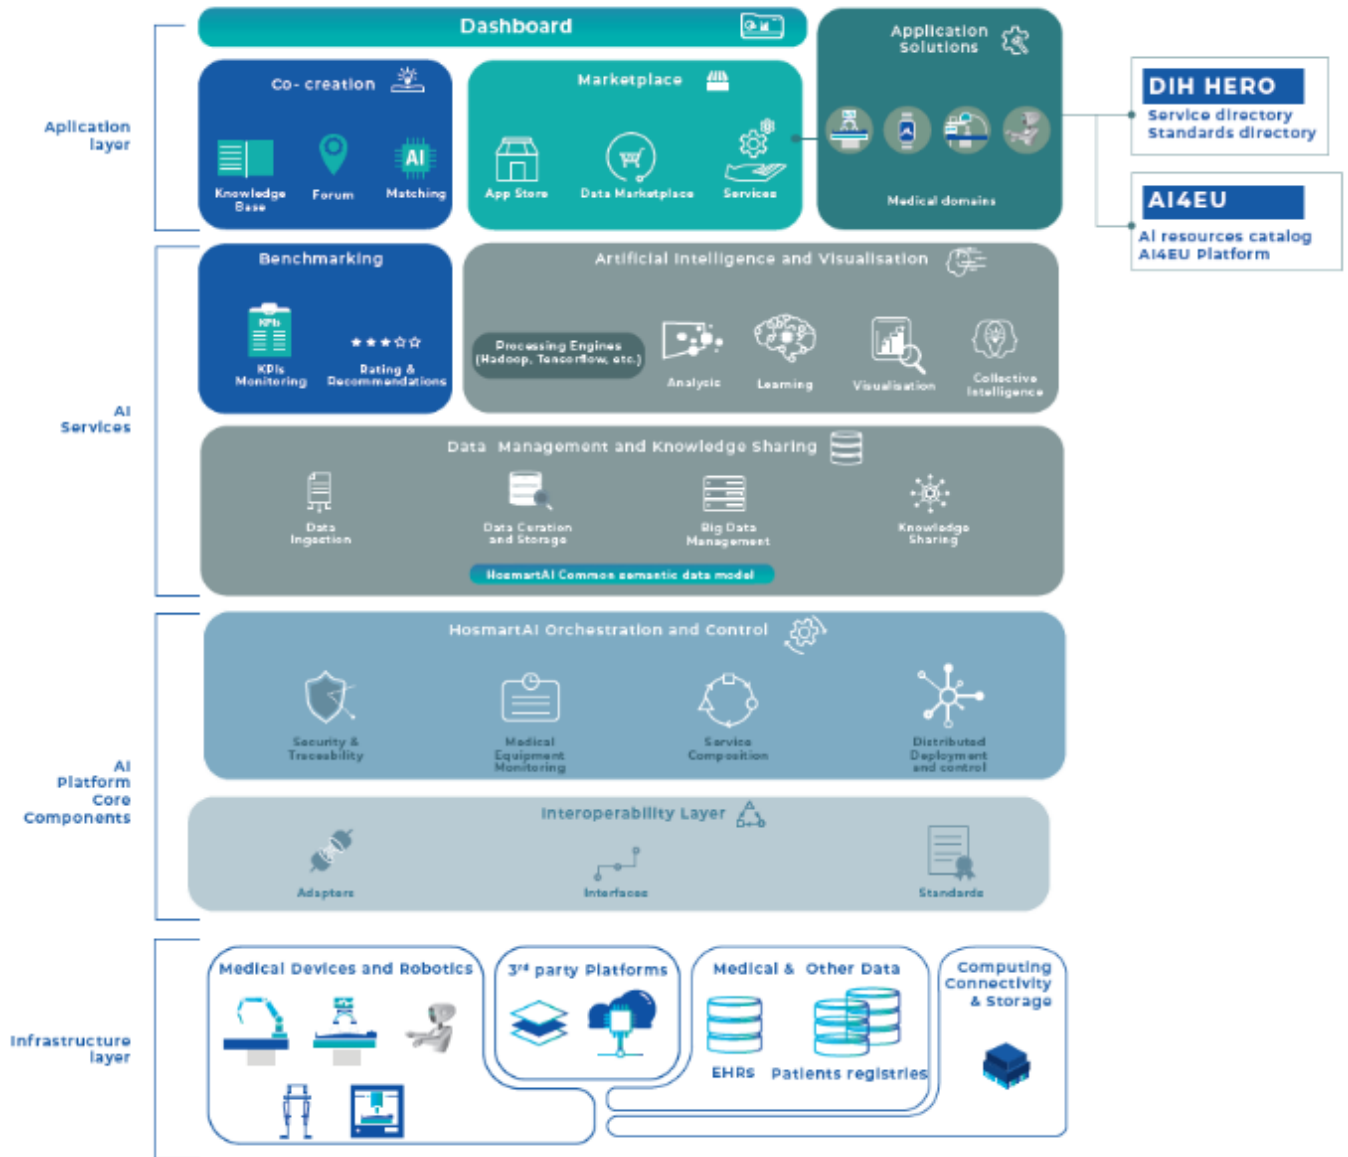 Dashboard
Application
Solutions
Co- creation
Marketplace
DIH HERO
Service directory
Standards directory
Aplication
layer
AI
Knowledge
Base
Forum
Matching
App Store
Data Marketplace
Services
Medical domains
AI4EU
AI resources catalog
AI4EU Platform
Benchmarking
Artificial Intelligence and Visualisation
KPIs
Processing Engines
(Hadoop, Tensorflow, etc.)
KPIs
Monitoring
Rating &
Recommendations
Analysis
Learning
Visualisation
Collective
Intelligence
AI
Services
Data Management and Knowledge Sharing
Data
Ingestion
Data Curation
and Storage
Big Data
Management
Knowledge
Sharing
HosmartAI Common semantic data model
HosmartAI Orchestration and Control
Security &
Traceability
Medical
Equipment
Monitoring
Service
Composition
Distributed
Deployment
and control
AI
Platform
Core
Components
Interoperability Layer
Adapters
Interfaces
Standards
Medical Devices and Robotics
3rd party Platforms
Medical & Other Data
Computing
Connectivity
& Storage
Infrastructure
layer
EHRs
Patients registries